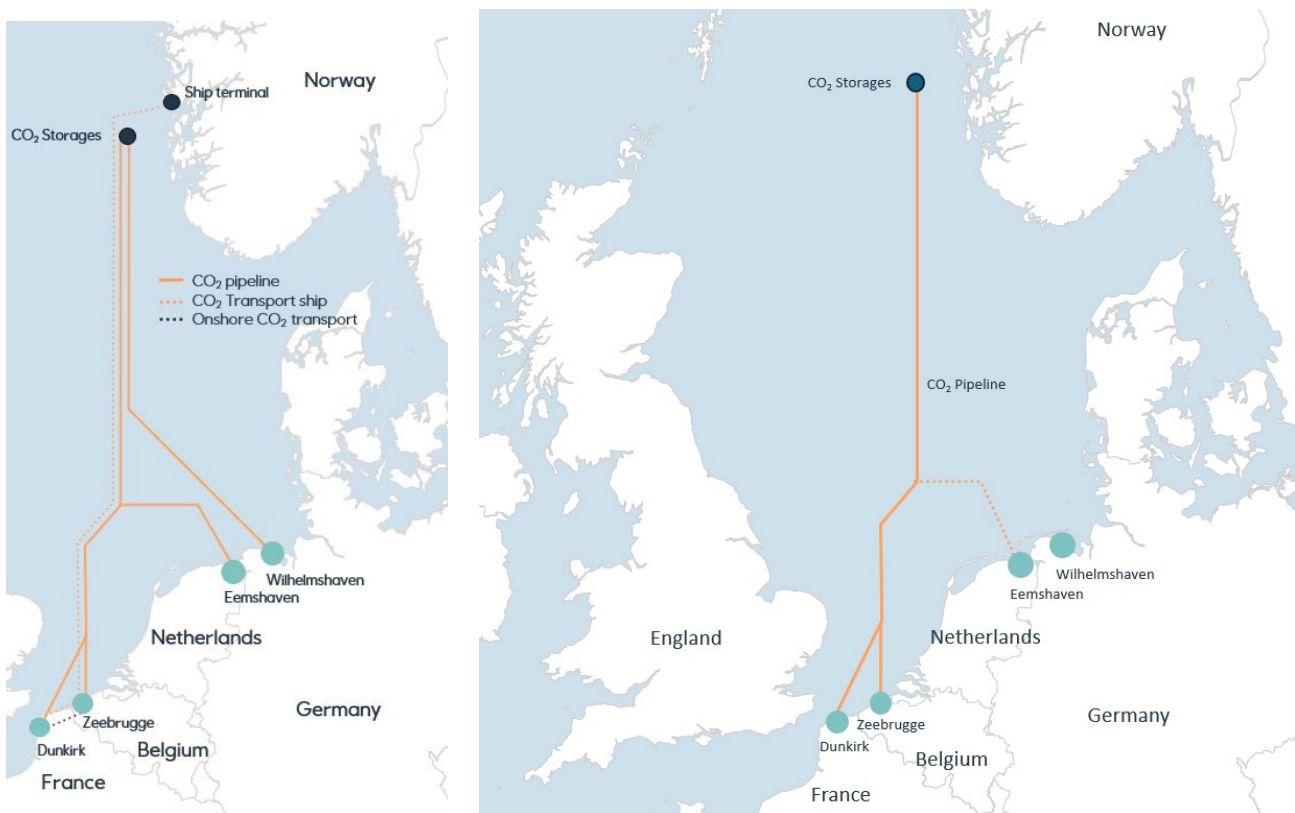 Norway
Ship terminal
CO₂ Storages
CO₂ pipeline
CO₂ Transport ship
Onshore CO₂ transport
Wilhelmshaven
Eemshaven
Netherlands
Zeebrugge
Germany
Dunkirk
Belgium
France
Norway
CO₂ Storages
CO₂ Pipeline
Wilhelmshaven
Eemshaven
England
Netherlands
Zeebrugge
Germany
Dunkirk
Belgium
France